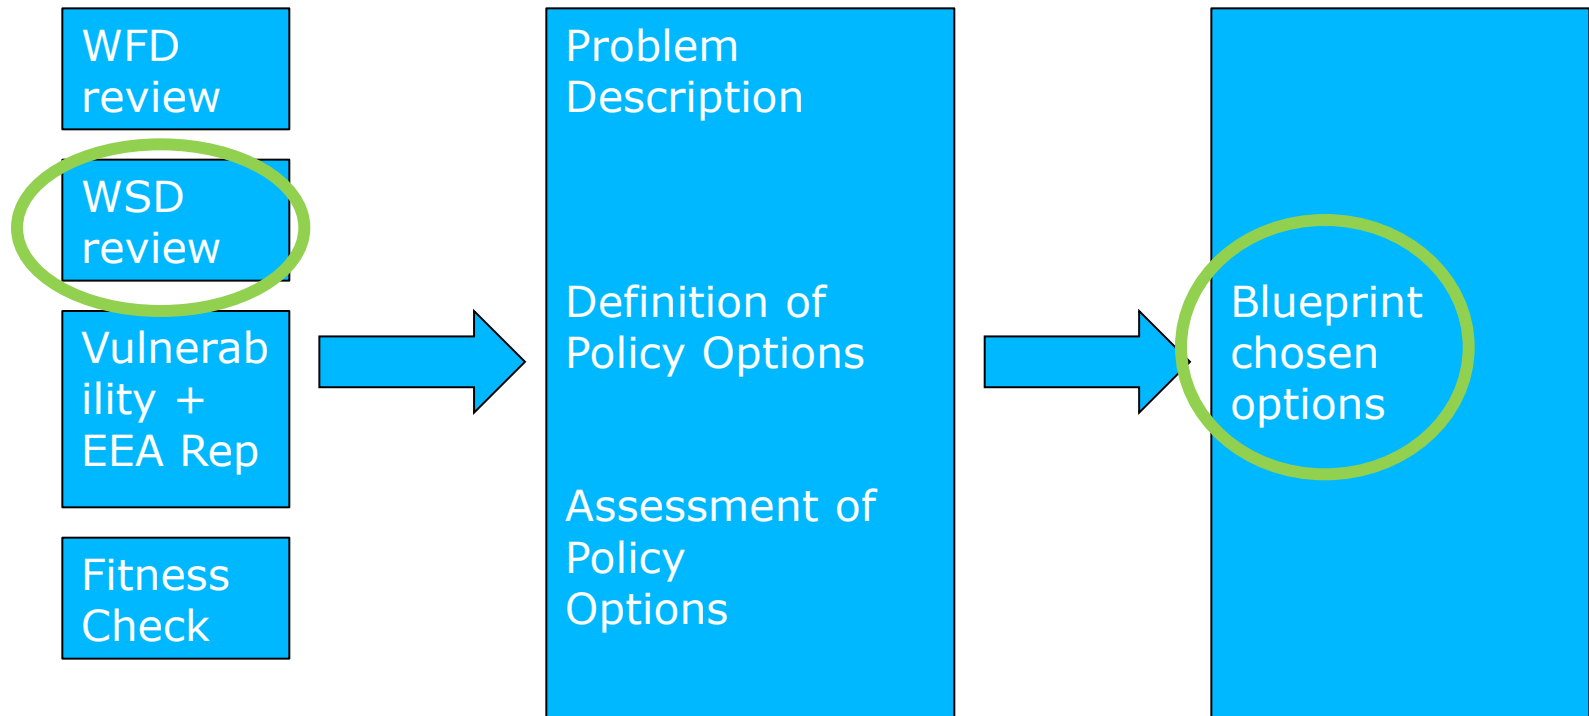 WFD
review
WSD
review
Vulnerab
ility +
EEA Rep
Fitness
Check
Problem
Description
Definition of
Policy Options
Assessment of
Policy
Options
Blueprint
chosen
options